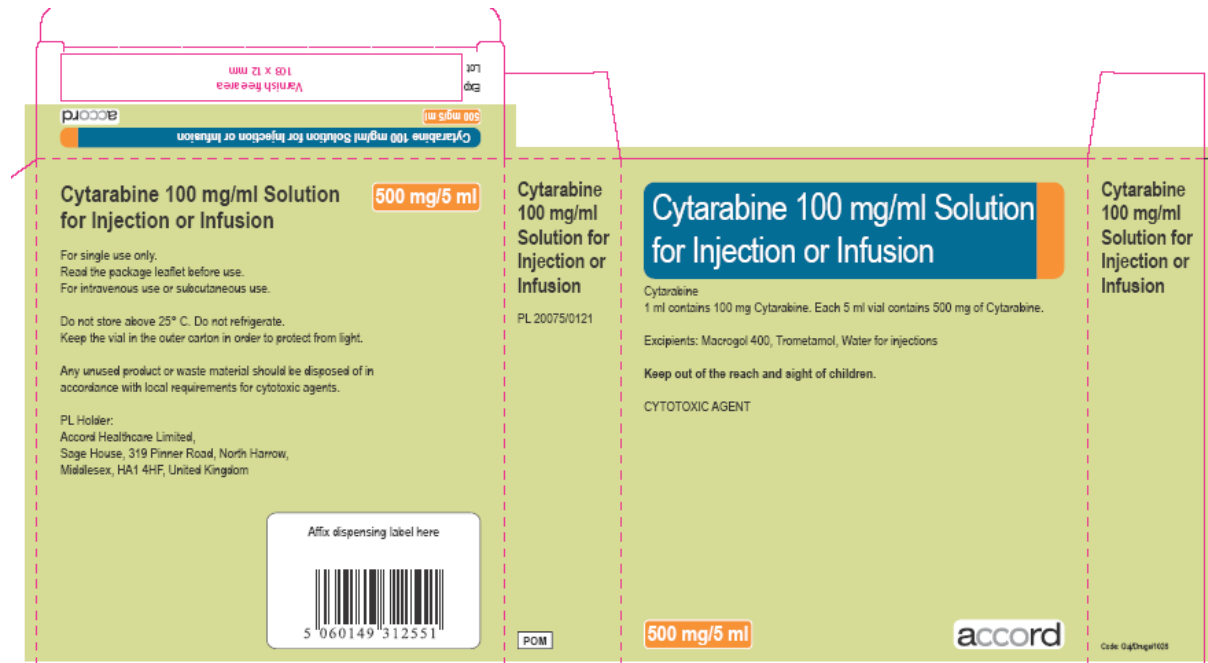 108 x 12 mm
Varnish free area
Lot
Exp
accord
500 mg/5 ml
Cytarabine 100 mg/ml Solution for Injection or Infusion
Cytarabine 100 mg/ml Solution
for Injection or Infusion
500 mg/5 ml
For single use only.
Read the package leaflet before use.
For intravenous use or subcutaneous use.
Do not store above 25° C. Do not refrigerate.
Keep the vial in the outer carton in order to protect from light.
Any unused product or waste material should be disposed of in
accordance with local requirements for cytotoxic agents.
PL Holder:
Accord Healthcare Limited,
Sage House, 319 Pinner Road, North Harrow,
Middlesex, HA1 4HF, United Kingdom
Affix dispensing label here
5 060149 312551
Cytarabine
100 mg/ml
Solution for
Injection or
Infusion
PL 20075/0121
POM
Cytarabine 100 mg/ml Solution
for Injection or Infusion
Cytarabine
1 ml contains 100 mg Cytarabine. Each 5 ml vial contains 500 mg of Cytarabine.
Excipients: Macrogol 400, Trometamol, Water for injections
Keep out of the reach and sight of children.
CYTOTOXIC AGENT
500 mg/5 ml
accord
Cytarabine
100 mg/ml
Solution for
Injection or
Infusion
Code: